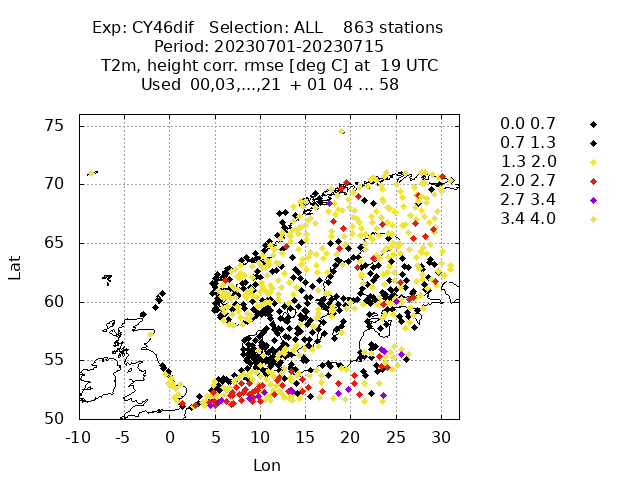 Exp: CY46dif   Selection: ALL    863 stations
Period: 20230701-20230715
T2m, height corr. rmse [deg C] at  19 UTC
Used  00,03,...,21  + 01 04 ... 58
75
70
65
60
55
50
Lat
-10 -5 0 5 10 15 20 25 30
Lon
0.0 0.7
0.7 1.3
1.3 2.0
2.0 2.7
2.7 3.4
3.4 4.0